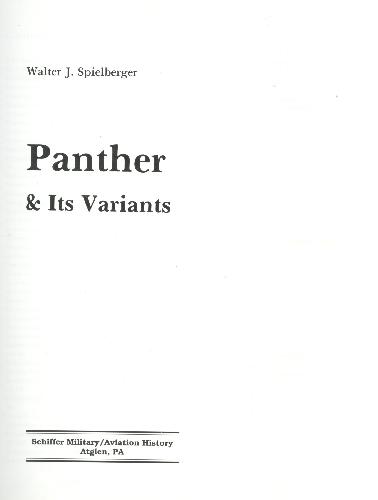 Walter J. Spielberger
Panther
& Its Variants
Schiffer Military/Aviation History
Atglen, PA